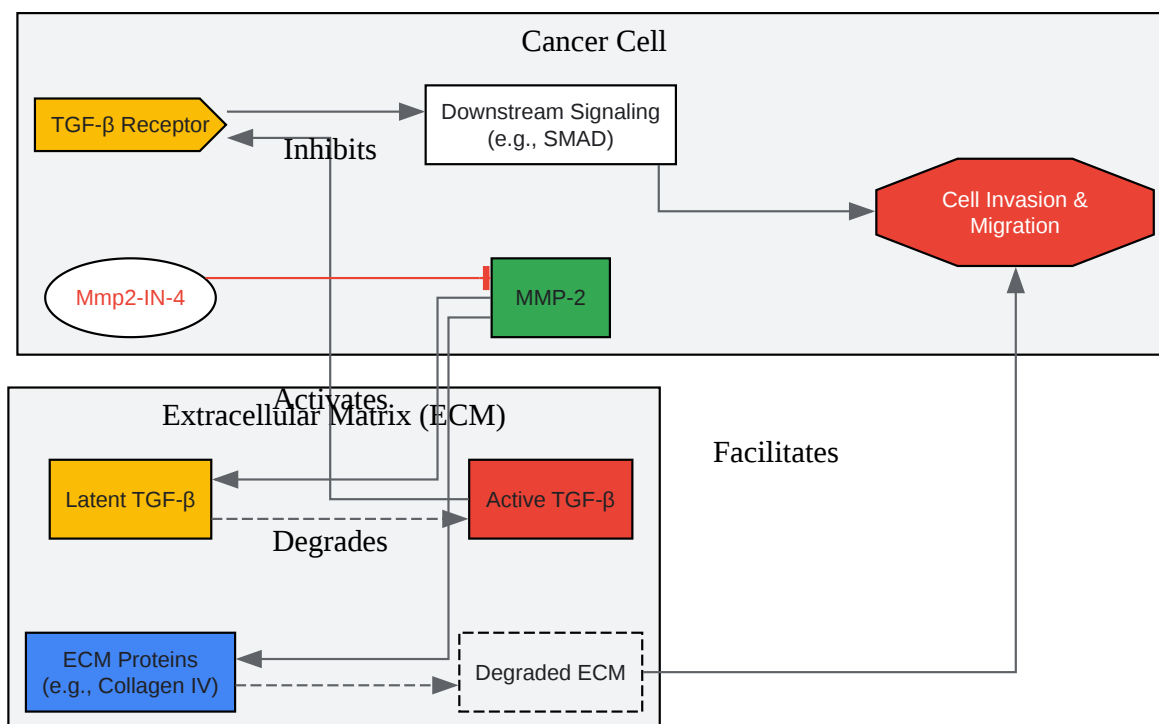 Cancer Cell
TGF-β Receptor
Downstream Signaling
(e.g., SMAD)
Inhibits
Cell Invasion &
Migration
Mmp2-IN-4
MMP-2
Activates
Extracellular Matrix (ECM)
Facilitates
Latent TGF-β
Active TGF-β
Degrades
ECM Proteins
(e.g., Collagen IV)
Degraded ECM